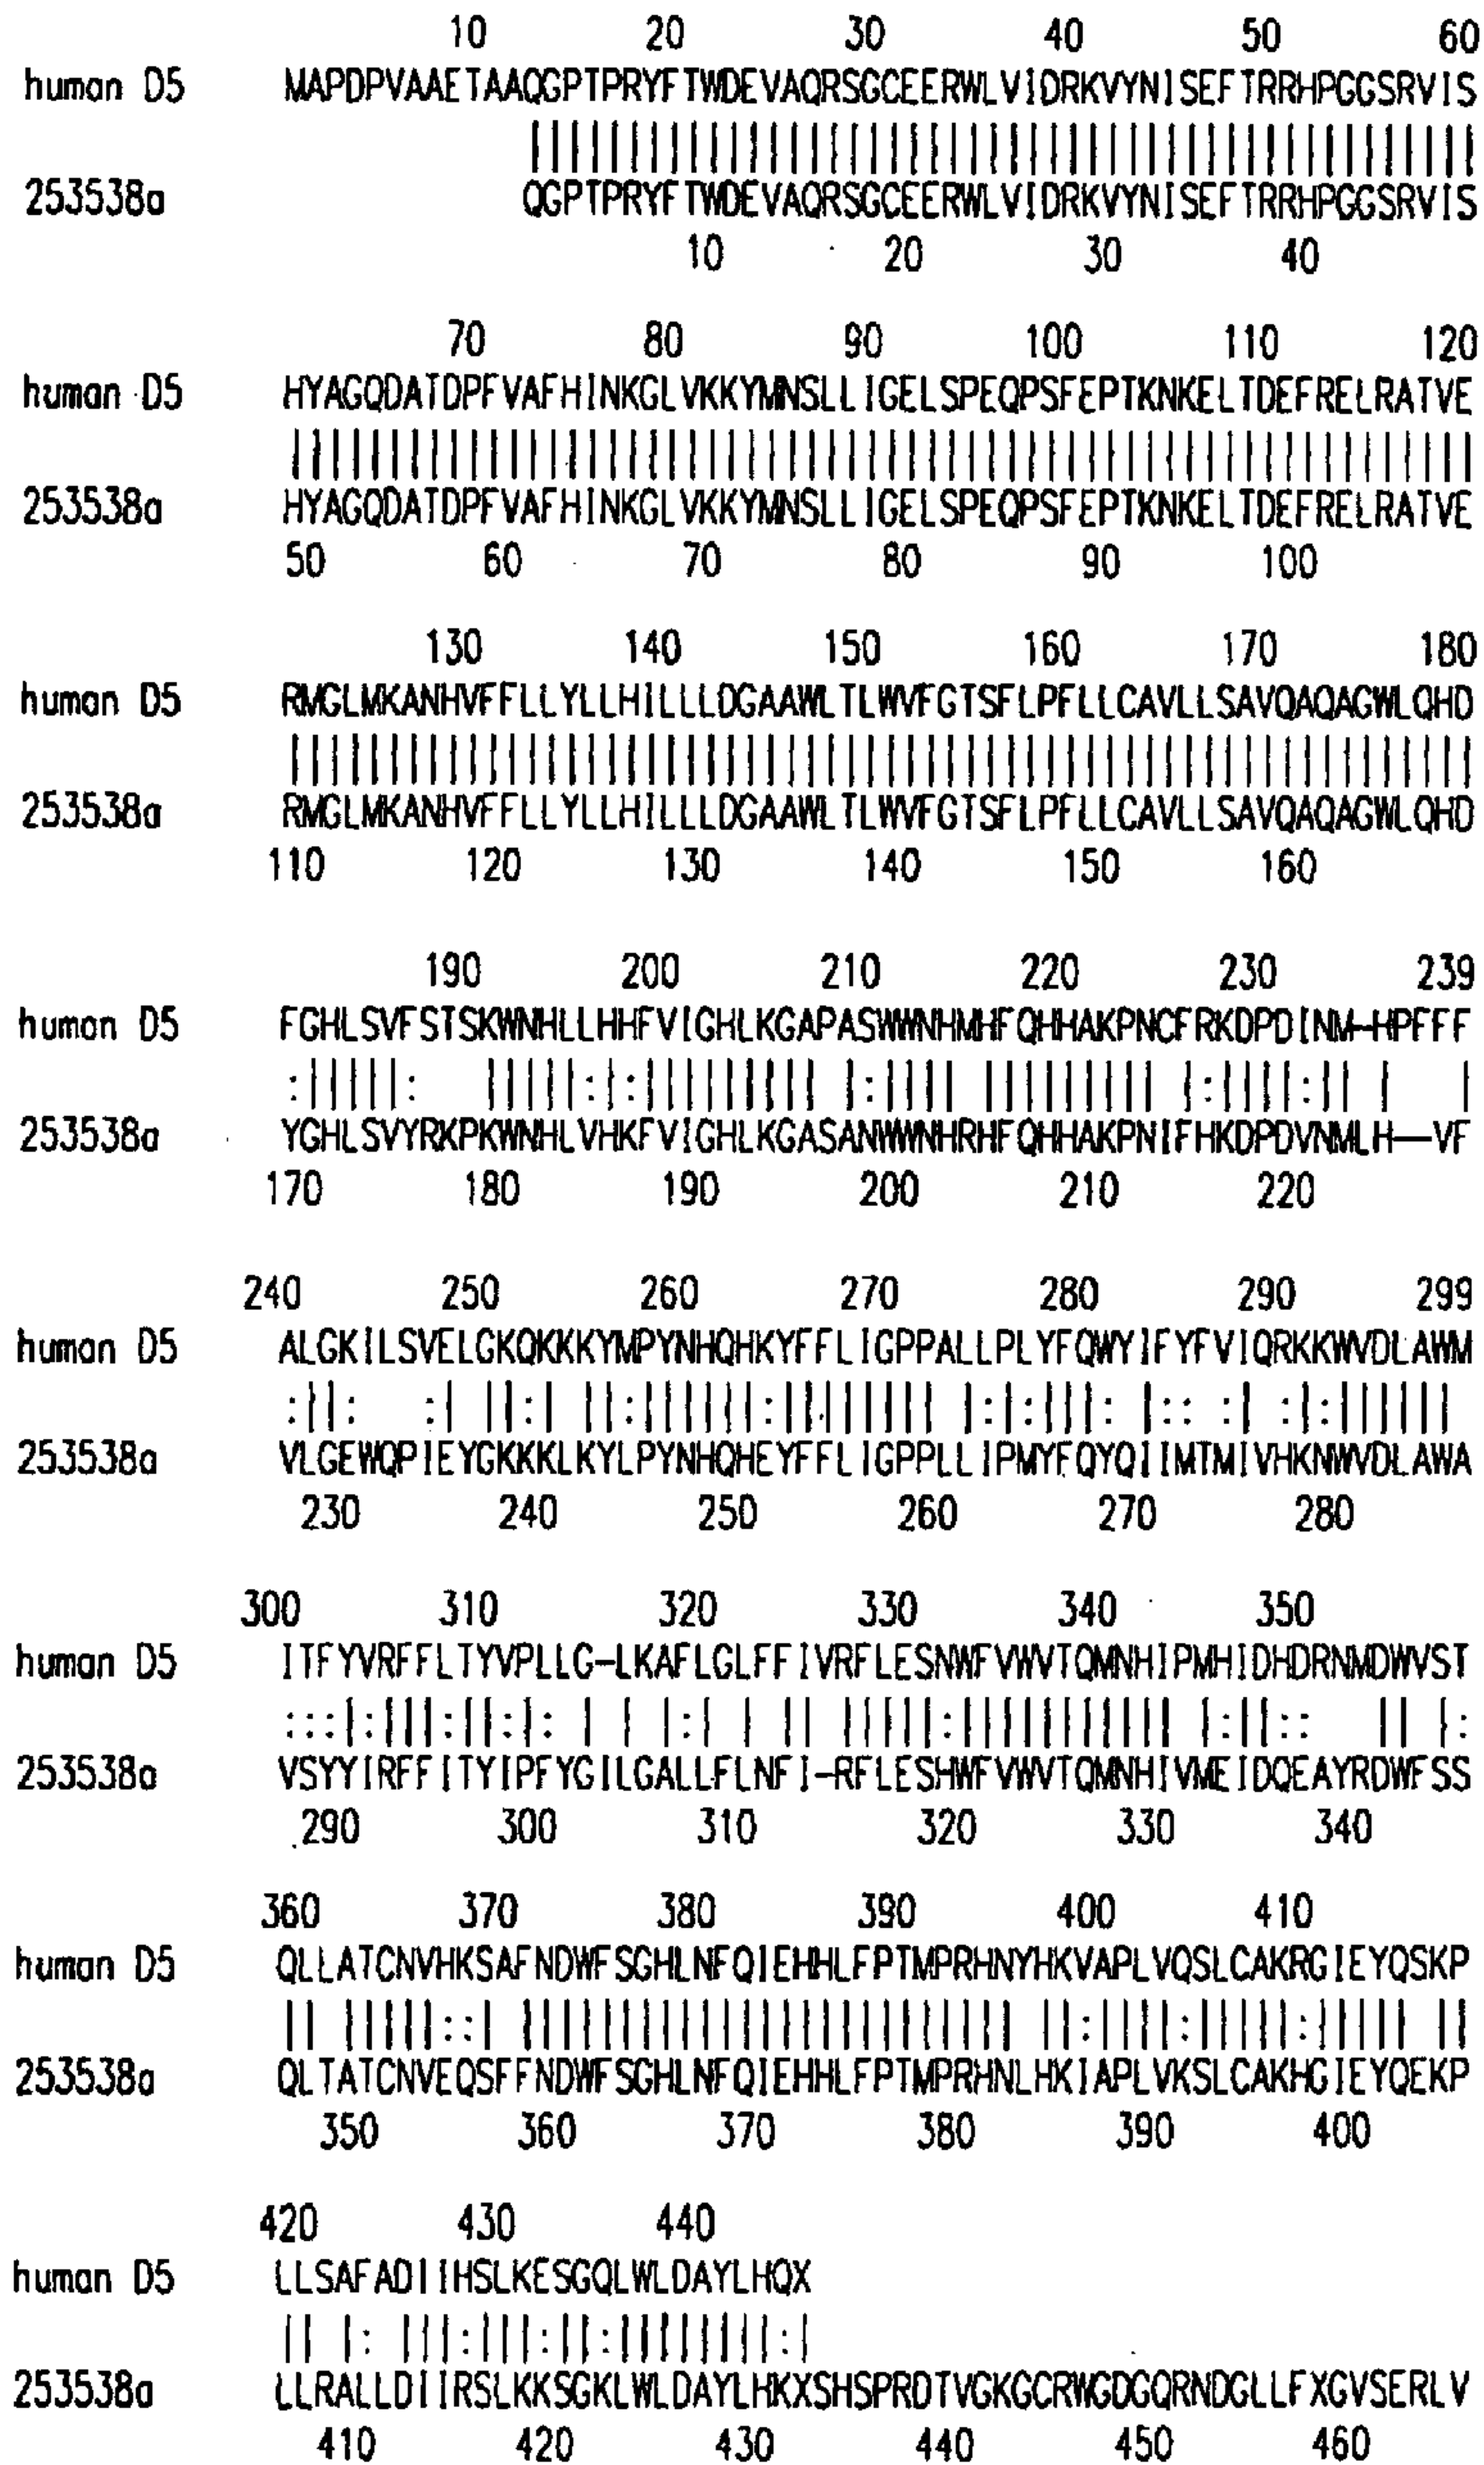 10 20 30 40 50 60
human D5 MAPDPVAAETAAQGPTPRYFTWDEVAQRSGCEERWLVIDRKVYNISEFTRRHPGGSRVIS
253538a QGPTPRYFTWDEVAQRSGCEERWLVIDRKVYNISEFTRRHPGGSRVIS
10 20 30 40
70 80 90 100 110 120
human D5 HYAGQDATDPFVAFHINKGLVKKYMNSLLIGELSPEQPSFEPTKNKELTDEFRELRATVE
253538a HYAGQDATDPFVAFHINKGLVKKYMNSLLIGELSPEQPSFEPTKNKELTDEFRELRATVE
50 60 70 80 90 100
130 140 150 160 170 180
human D5 RMGLMKANHVFFLLYLLHILLLDGAAWLTLWVFGTSFLPFLLCAVLLSAVQAQAGWLQHD
253538a RMGLMKANHVFFLLYLLHILLLDGAAWLTLWVFGTSFLPFLLCAVLLSAVQAQAGWLQHD
110 120 130 140 150 160
190 200 210 220 230 239
human D5 FGHLSVFSTSKWNHLLHHFVIGHLKGAPASWWNHMHFQHHAKPNCFRKDPDINM-HPFFF
:|||||: |||||:|:|||||||||| |:|||| ||||||||| |:||||:|| | |
253538a YGHLSVYRKPKWNHLVHKFVIGHLKGASANWWNHRHFQHHAKPNIFHKDPDVNMLH--VF
170 180 190 200 210 220
240 250 260 270 280 290 299
human D5 ALGKILSVELGKQKKKYMPYNHQHKYFFLIGPPALLPLYFQWYIFYFVIQRKKWVDLAWM
:||: :| ||:| ||:||||||:||||||||| |:|:|||: |:: :| :|:||||||
253538a VLGEWQPIEYGKKKLKYLPYNHQHEYFFLIGPPLLIPMYFQYQIIMTMIVHKNWVDLAWA
230 240 250 260 270 280
300 310 320 330 340 350
human D5 ITFYVRFFLTYVPLLG-LKAFLGLFFIVRFLESNWFVWVTQMNHIPMHIDHDRNMDWVST
:::|:|||:||:|: | | |:| | || |||||:||||||||||| |:||:: || |:
253538a VSYYIRFFITYIPFYGILGALLFLNFI-RFLESHWFVWVTQMNHIVMEIDQEAYRDWFSS
290 300 310 320 330 340
360 370 380 390 400 410
human D5 QLLATCNVHKSAFNDWFSGHLNFQIEHHLFPTMPRHNYHKVAPLVQSLCAKRGIEYQSKP
|| |||||::| ||||||||||||||||||||||||| ||:||||:|||||:||||| ||
253538a QLTATCNVEQSFFNDWFSGHLNFQIEHHLFPTMPRHNLHKIAPLVKSLCAKHGIEYQEKP
350 360 370 380 390 400
420 430 440
human D5 LLSAFADIIHSLKESGQLWLDAYLHQX
|| |: |||:|||:||:||||||||:|
253538a LLRALLDIIRSLKKSGKLWLDAYLHKXSHSPRDTVGKGCRWGDGQRNDGLLFXGVSERLV
410 420 430 440 450 460